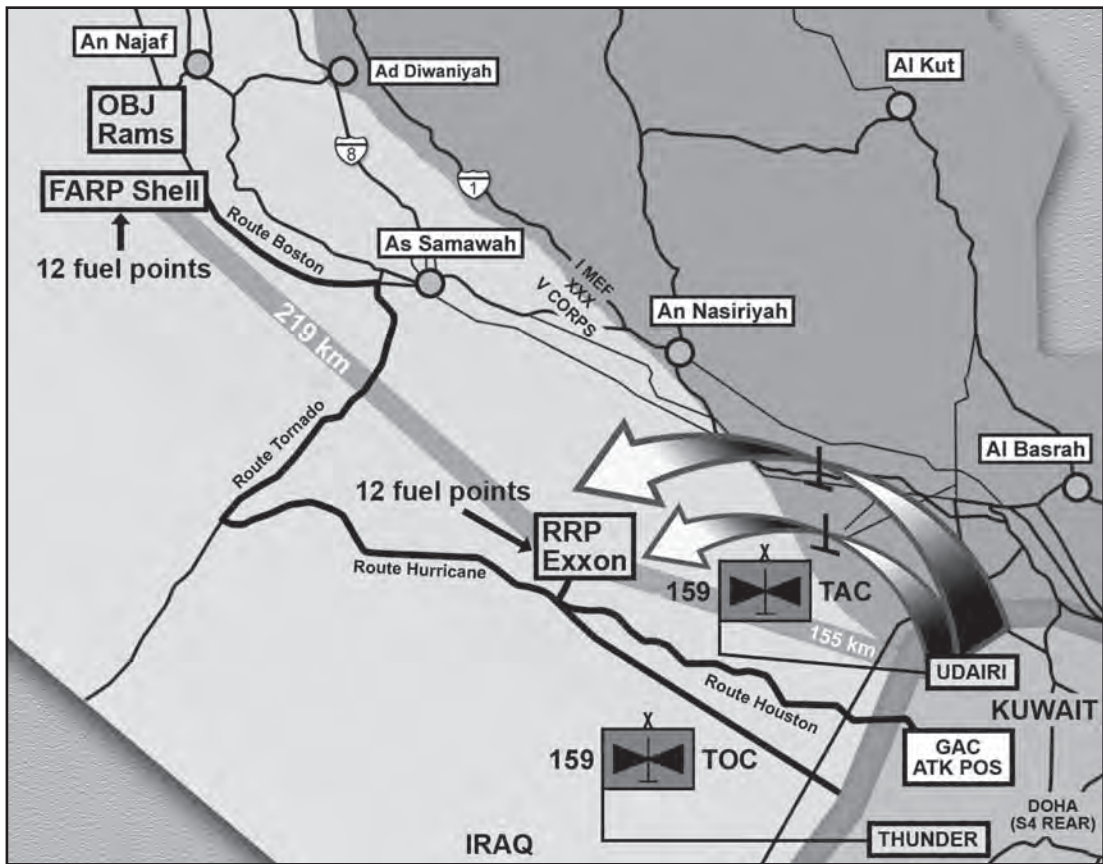 An Najaf
Ad Diwaniyah
Al Kut
OBJ
Rams
8
1
FARP Shell
12 fuel points
Route Boston
As Samawah
I MEF
XXX
V CORPS
An Nasiriyah
219 km
Route Tornado
Al Basrah
12 fuel points
RRP
Exxon
Route Hurricane
X
159
TAC
155 km
UDAIRI
Route Houston
KUWAIT
X
159
TOC
GAC
ATK POS
DOHA
(S4 REAR)
THUNDER
IRAQ